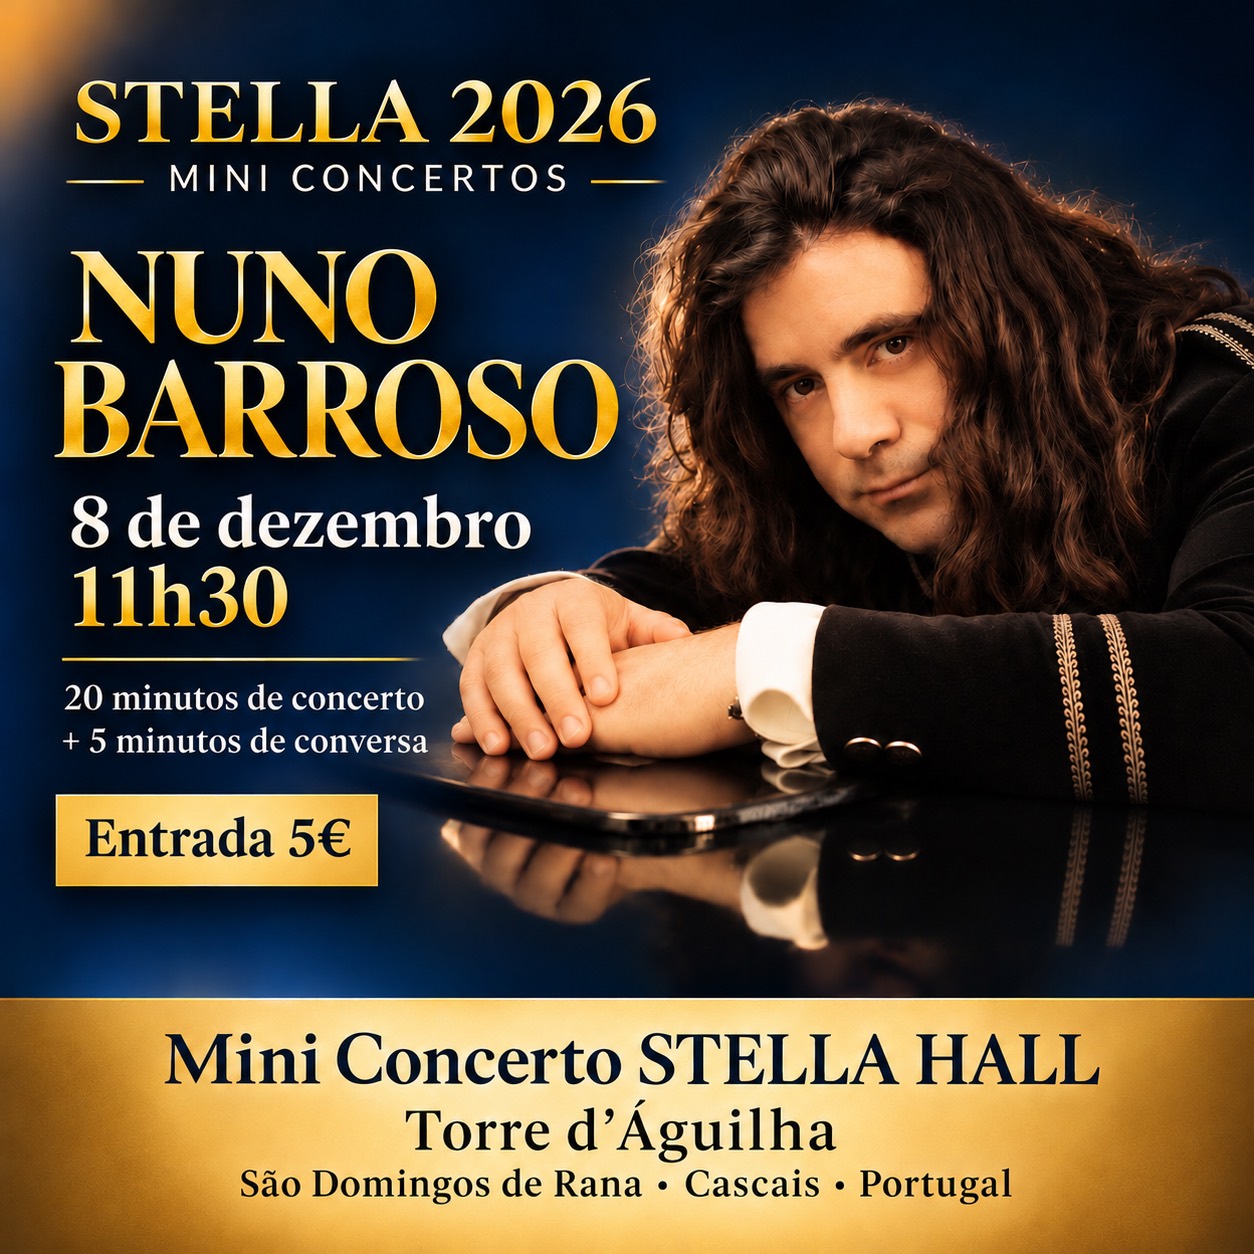 STELLA 2026
MINI CONCERTOS
NUNO
BARROSO
8 de dezembro
11h30
20 minutos de concerto
+ 5 minutos de conversa
Entrada 5€
Mini Concerto STELLA HALL
Torre d’Águilha
São Domingos de Rana • Cascais • Portugal